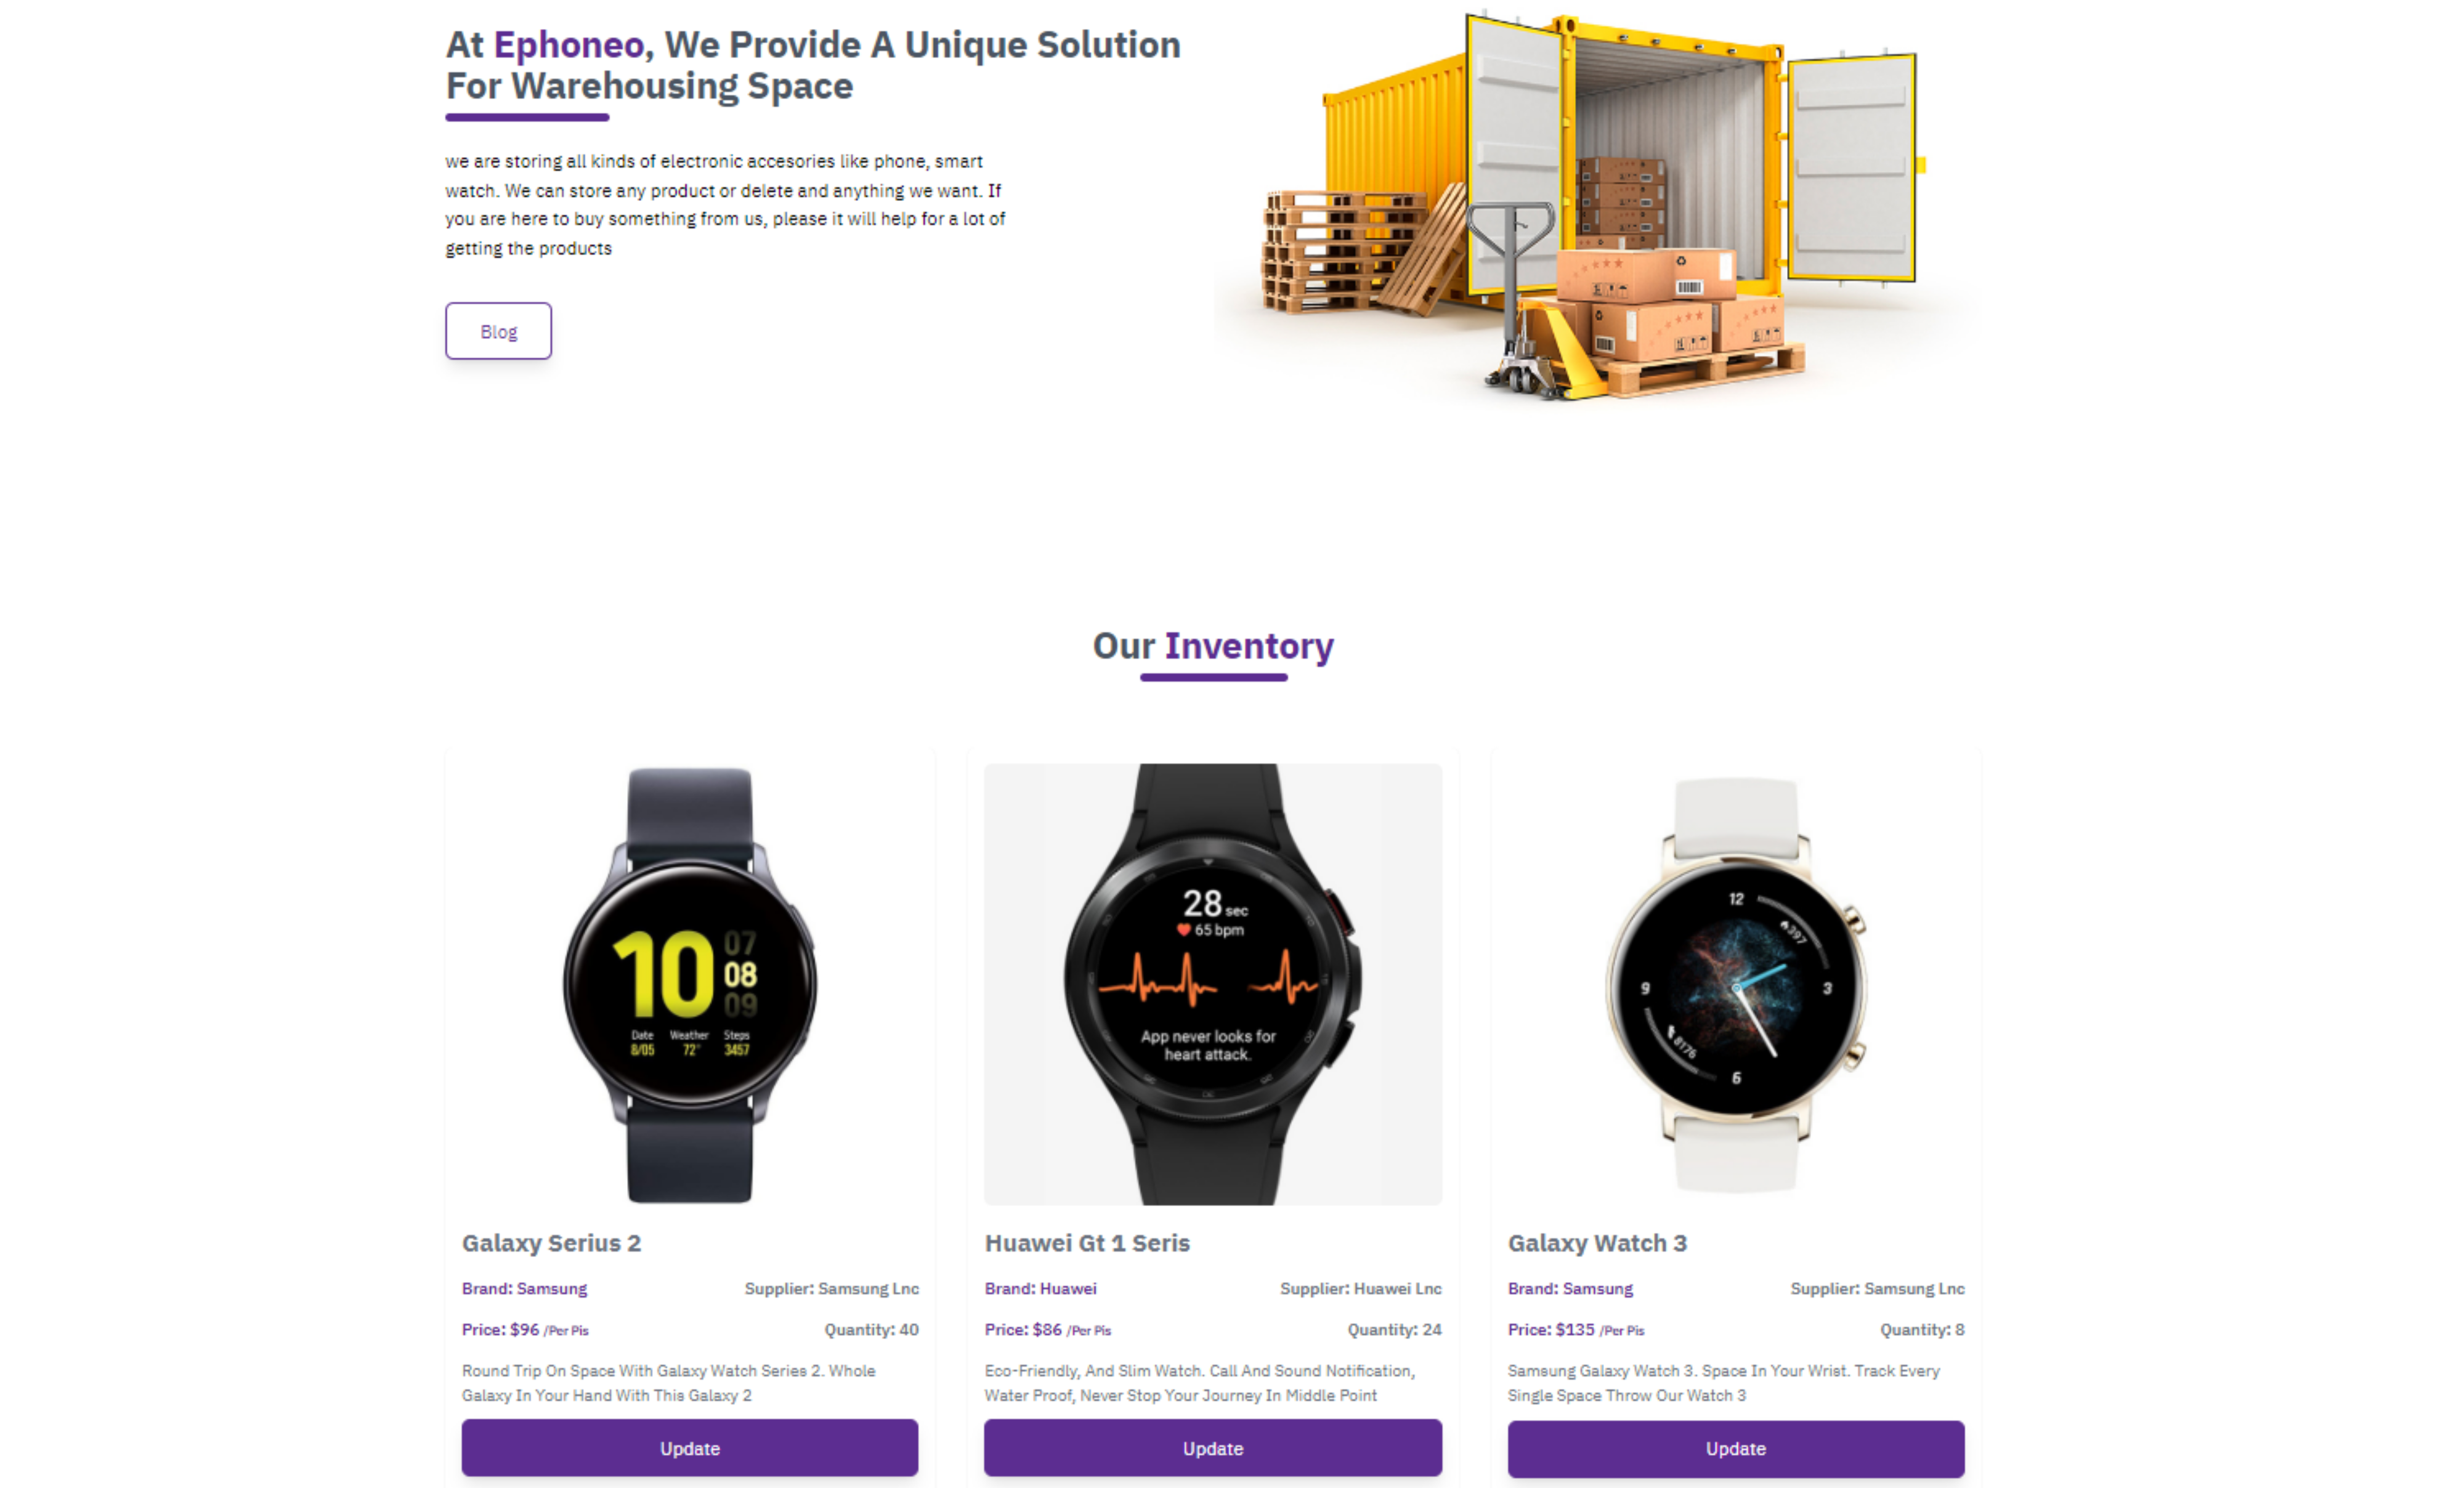 At Ephoneo, We Provide A Unique Solution
For Warehousing Space
we are storing all kinds of electronic accesories like phone, smart
watch. We can store any product or delete and anything we want. If
you are here to buy something from us, please it will help for a lot of
getting the products
Blog
Our Inventory
10
07
08
09
Date Weather Steps
8/05 72° 3457
28 sec
65 bpm
App never looks for
heart attack.
12
397
9
3
8176
6
Galaxy Serius 2
Brand: Samsung Supplier: Samsung Lnc
Price: $96 /Per Pis Quantity: 40
Round Trip On Space With Galaxy Watch Series 2. Whole
Galaxy In Your Hand With This Galaxy 2
Update
Huawei Gt 1 Seris
Brand: Huawei Supplier: Huawei Lnc
Price: $86 /Per Pis Quantity: 24
Eco-Friendly, And Slim Watch. Call And Sound Notification,
Water Proof, Never Stop Your Journey In Middle Point
Update
Galaxy Watch 3
Brand: Samsung Supplier: Samsung Lnc
Price: $135 /Per Pis Quantity: 8
Samsung Galaxy Watch 3. Space In Your Wrist. Track Every
Single Space Throw Our Watch 3
Update